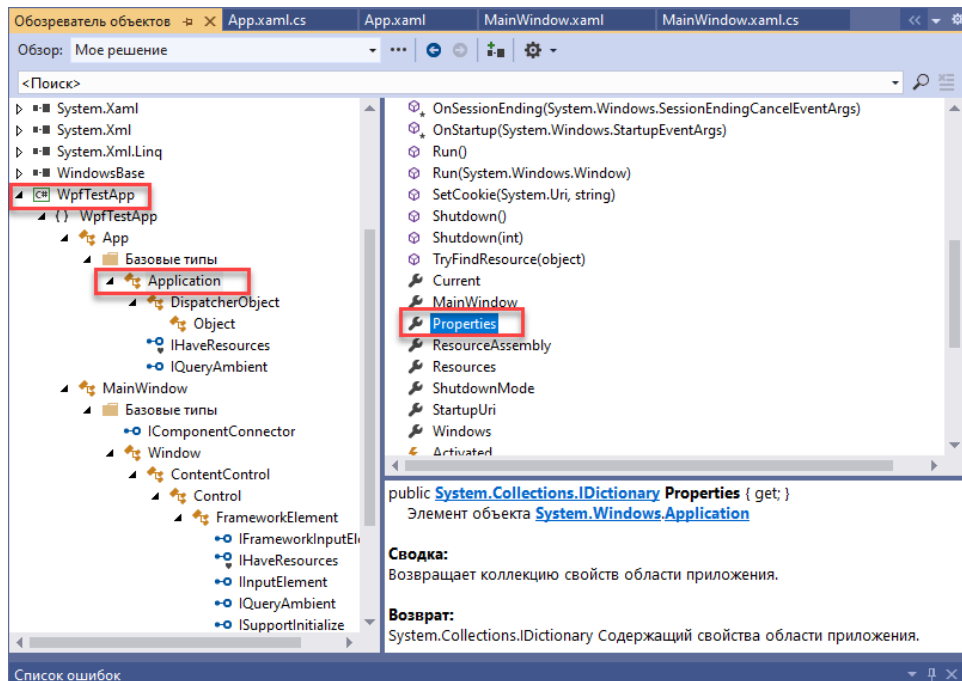 Обозреватель объектов App.xaml.cs App.xaml MainWindow.xaml MainWindow.xaml.cs
Обзор: Мое решение
<Поиск>
System.Xaml
System.Xml
System.Xml.Linq
WindowsBase
C# WpfTestApp
{ } WpfTestApp
App
Базовые типы
Application
DispatcherObject
Object
IHaveResources
IQueryAmbient
MainWindow
Базовые типы
IComponentConnector
Window
ContentControl
Control
FrameworkElement
IFrameworkInputEl
IHaveResources
IInputElement
IQueryAmbient
ISupportInitialize
OnSessionEnding(System.Windows.SessionEndingCancelEventArgs)
OnStartup(System.Windows.StartupEventArgs)
Run()
Run(System.Windows.Window)
SetCookie(System.Uri, string)
Shutdown()
Shutdown(int)
TryFindResource(object)
Current
MainWindow
Properties
ResourceAssembly
Resources
ShutdownMode
StartupUri
Windows
Activated
public System.Collections.IDictionary Properties { get; }
Элемент объекта System.Windows.Application
Сводка:
Возвращает коллекцию свойств области приложения.
Возврат:
System.Collections.IDictionary Содержащий свойства области приложения.
Список ошибок